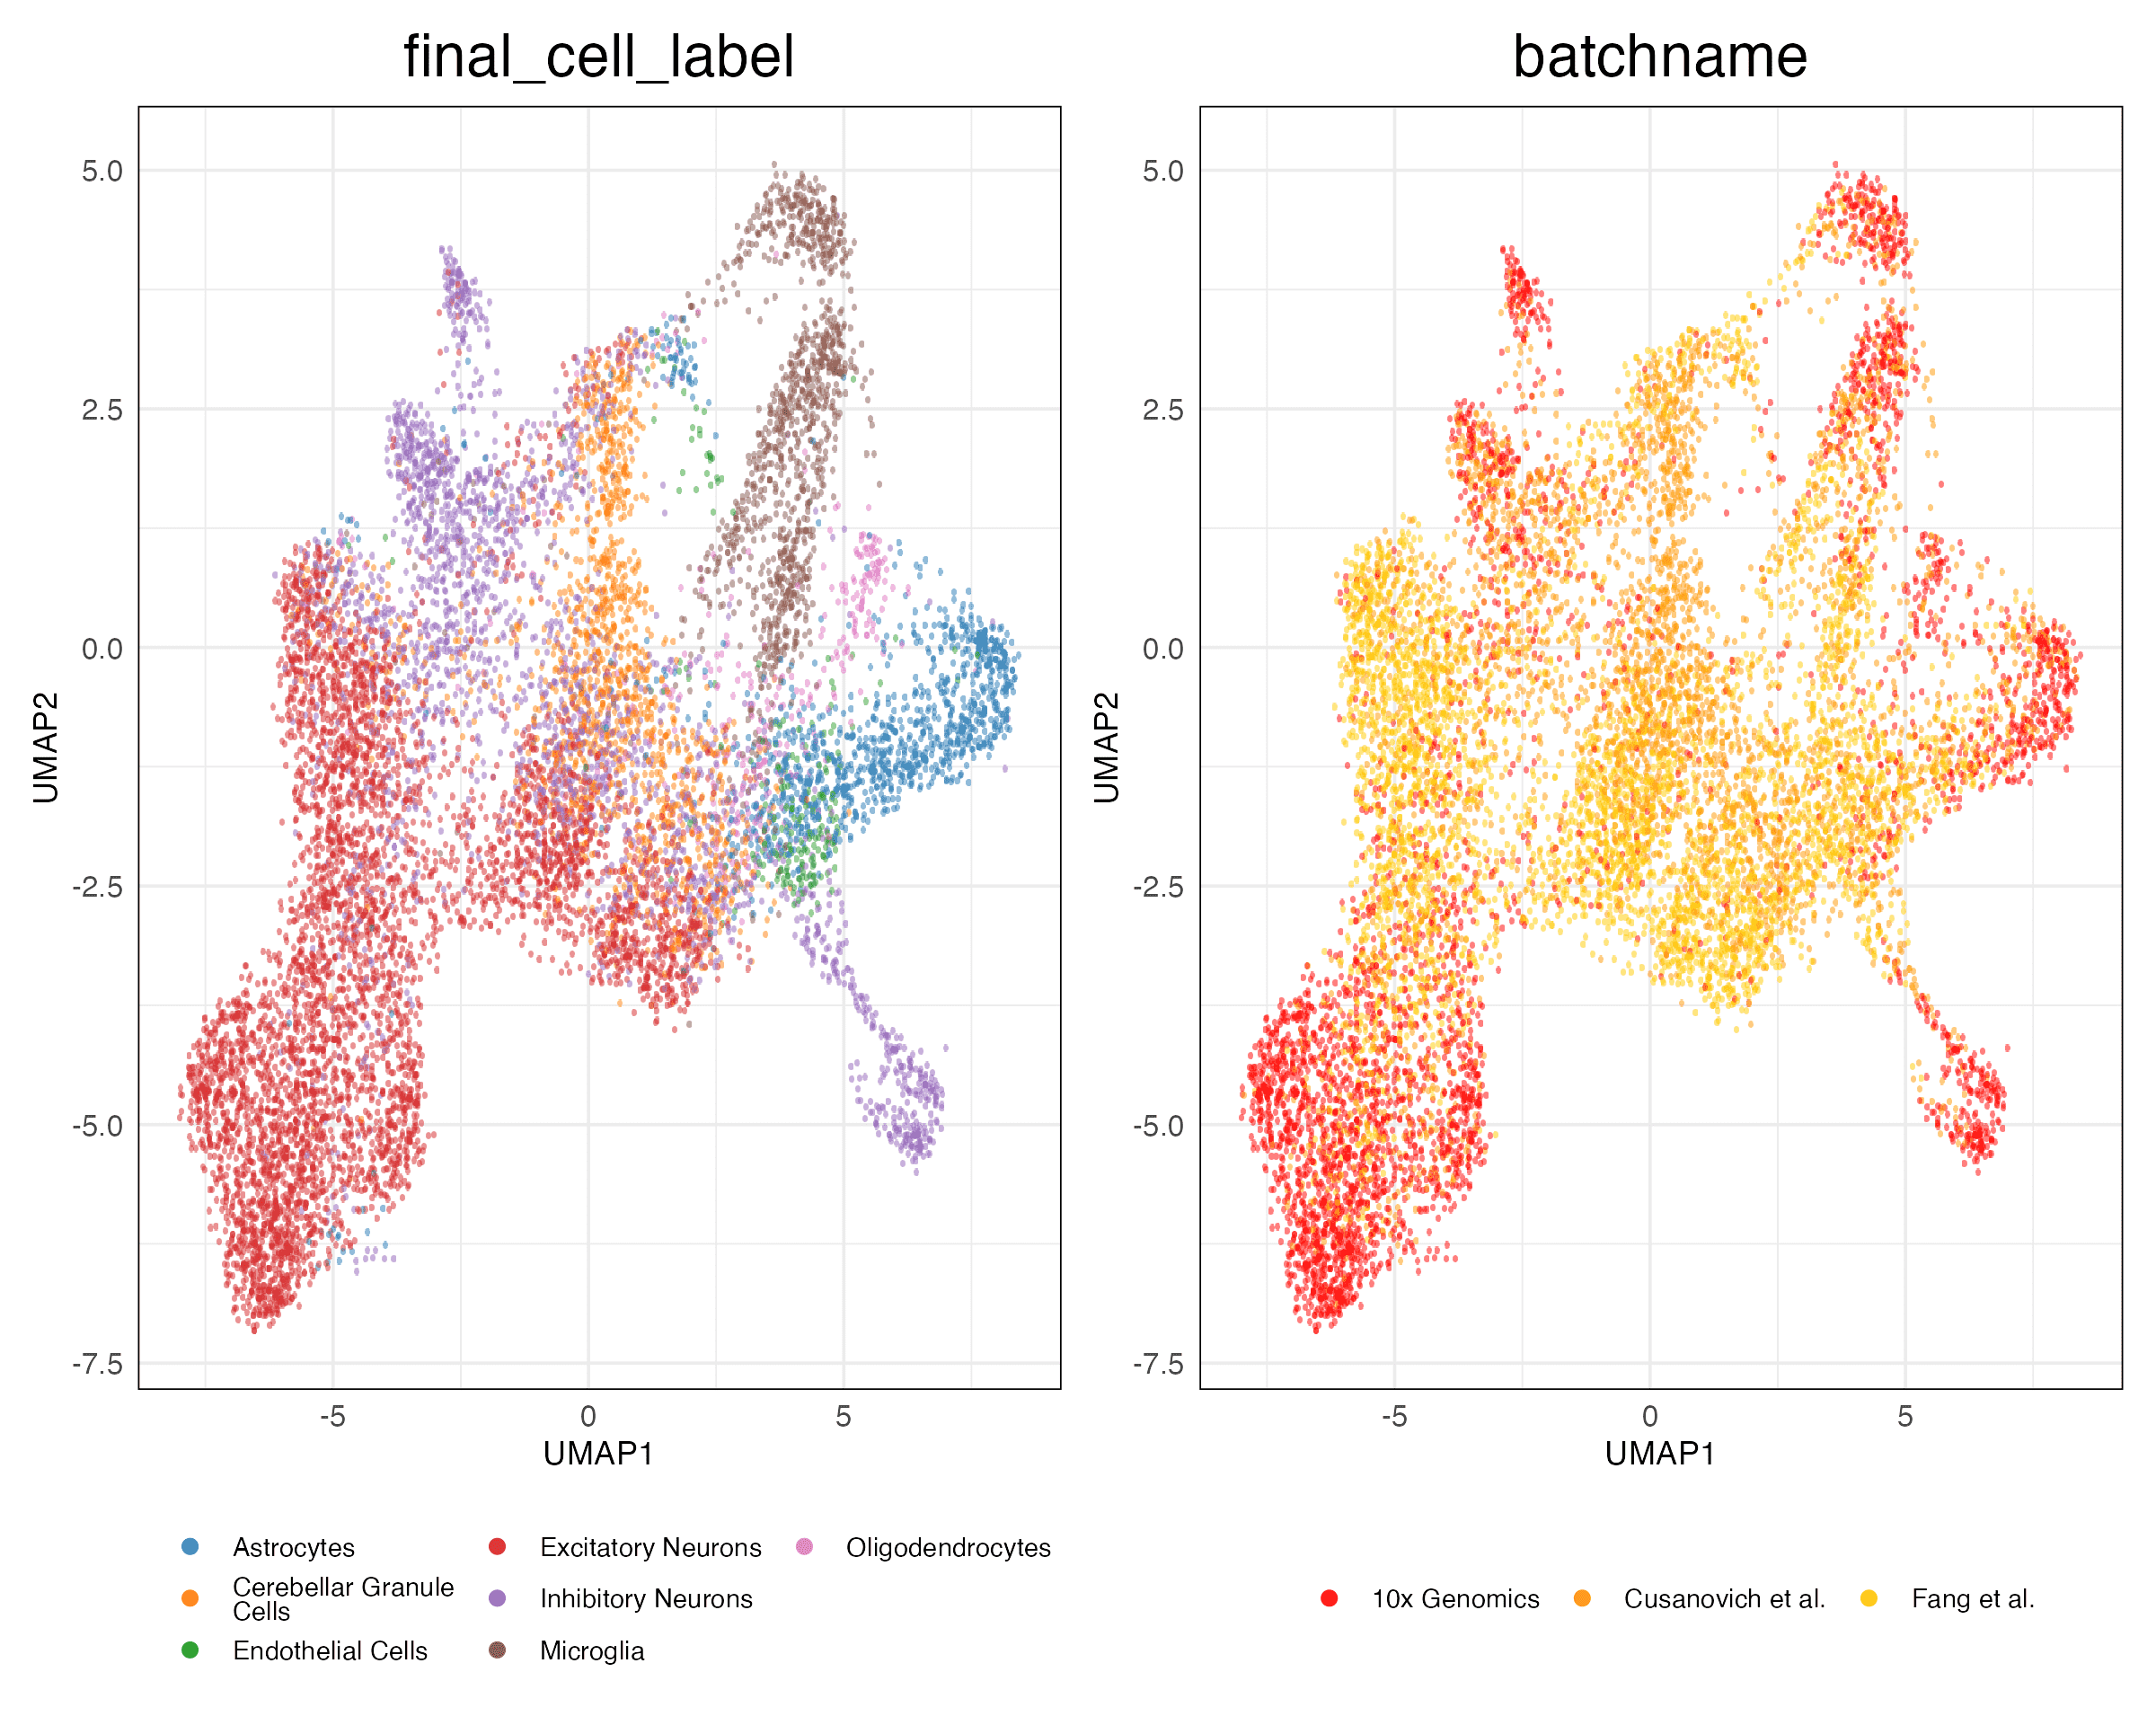 final_cell_label
batchname
5.0
2.5
0.0
-2.5
-5.0
-7.5
UMAP2
-5 0 5
UMAP1
5.0
2.5
0.0
-2.5
-5.0
-7.5
UMAP2
-5 0 5
UMAP1
Astrocytes
Cerebellar Granule
Cells
Endothelial Cells
Excitatory Neurons
Inhibitory Neurons
Microglia
Oligodendrocytes
10x Genomics Cusanovich et al. Fang et al.